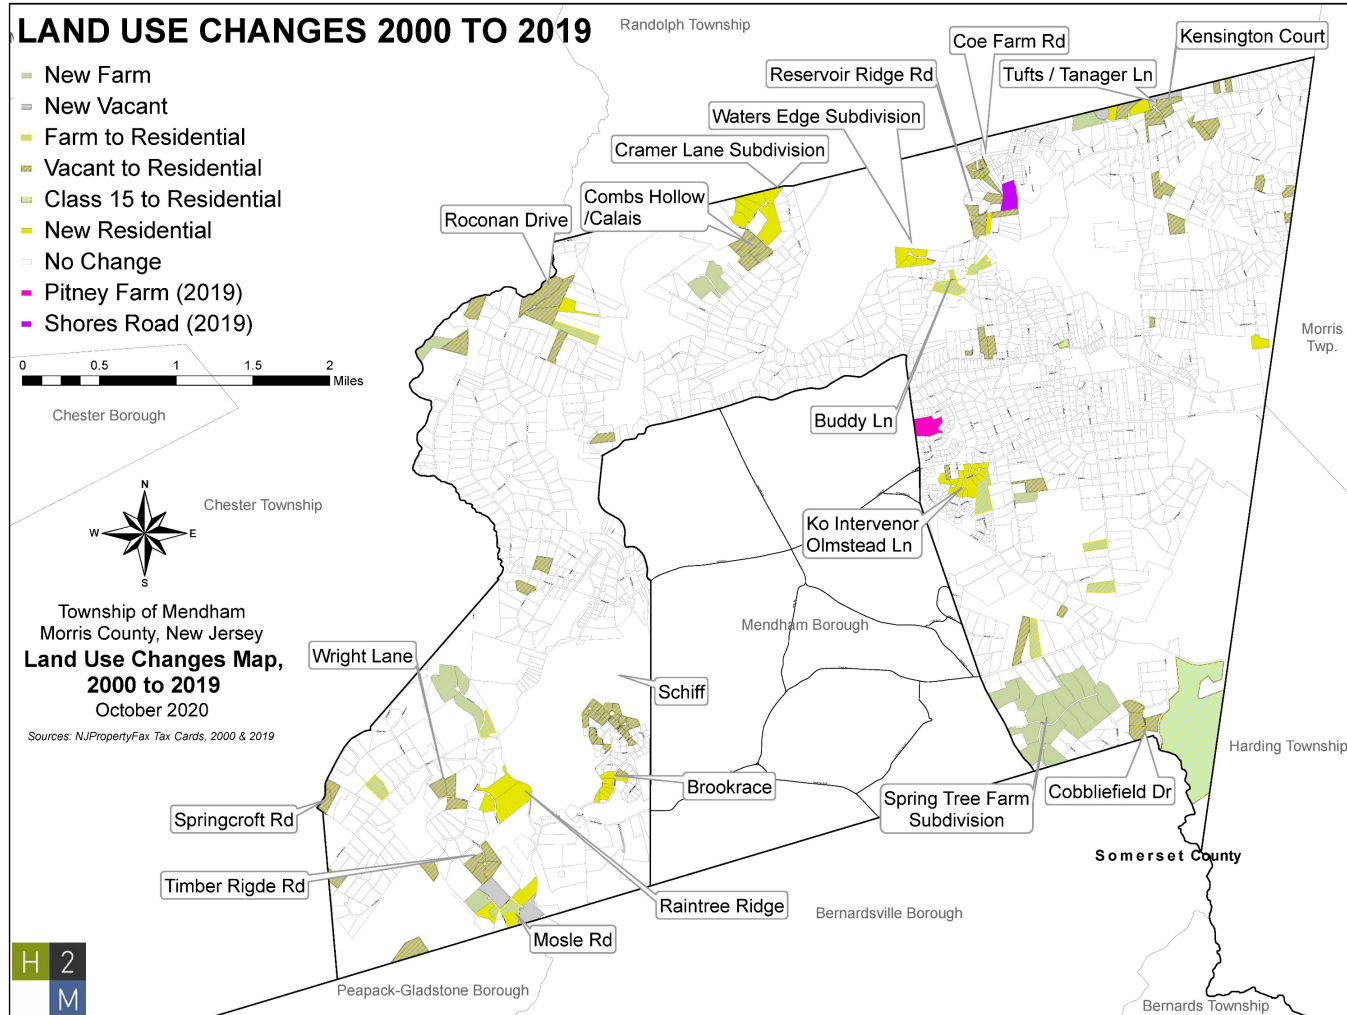 LAND USE CHANGES 2000 TO 2019
New Farm
New Vacant
Farm to Residential
Vacant to Residential
Class 15 to Residential
New Residential
No Change
Pitney Farm (2019)
Shores Road (2019)
0 0.5 1 1.5 2
Miles
Randolph Township
Coe Farm Rd
Kensington Court
Reservoir Ridge Rd
Tufts / Tanager Ln
Waters Edge Subdivision
Cramer Lane Subdivision
Combs Hollow
/Calais
Roconan Drive
Morris
Twp.
Chester Borough
Buddy Ln
Chester Township
N
W E
S
Ko Intervenor
Olmstead Ln
Township of Mendham
Morris County, New Jersey
Land Use Changes Map,
2000 to 2019
October 2020
Sources: NJPropertyFax Tax Cards, 2000 & 2019
Mendham Borough
Wright Lane
Schiff
Harding Township
Brookrace
Springcroft Rd
Spring Tree Farm
Subdivision
Cobbliefield Dr
Somerset County
Timber Rigde Rd
Raintree Ridge
Mosle Rd
Bernardsville Borough
Peapack-Gladstone Borough
Bernards Township
H 2
M